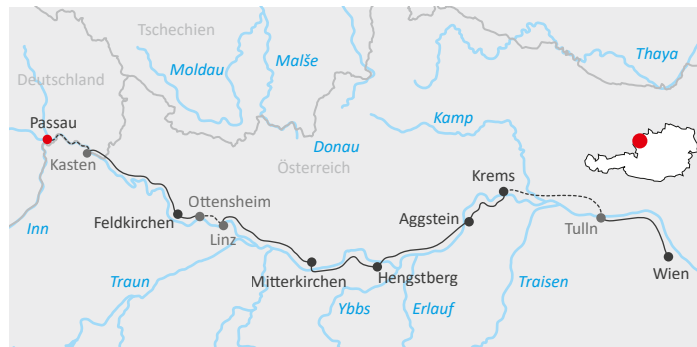 Tschechien
Thaya
Moldau
Malše
Deutschland
Passau
Kamp
Donau
Kasten
Österreich
Krems
Ottensheim
Feldkirchen
Aggstein
Inn
Linz
Tulln
Traun
Mitterkirchen
Hengstberg
Traisen
Wien
Ybbs
Erlauf